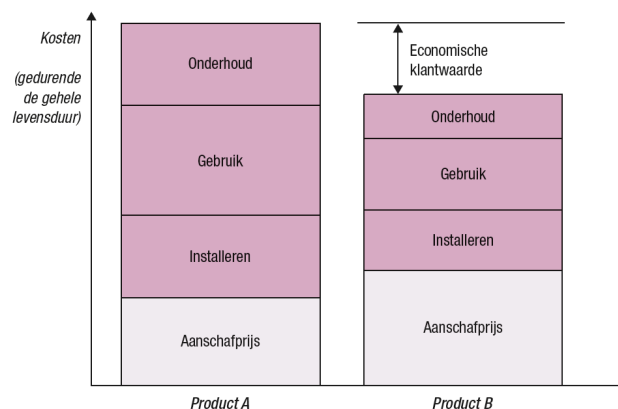 Kosten
(gedurende
de gehele
levensduur)
Onderhoud
Gebruik
Installeren
Aanschafprijs
Economische
klantwaarde
Onderhoud
Gebruik
Installeren
Aanschafprijs
Product A
Product B